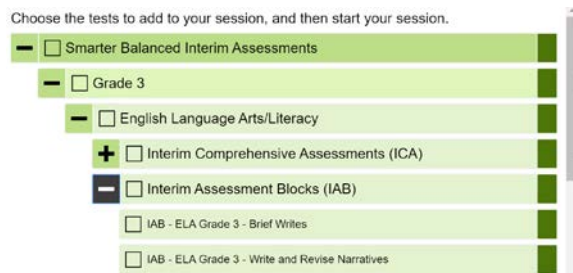 Choose the tests to add to your session, and then start your session.
Smarter Balanced Interim Assessments
Grade 3
English Language Arts/Literacy
Interim Comprehensive Assessments (ICA)
Interim Assessment Blocks (IAB)
IAB - ELA Grade 3 - Brief Writes
IAB - ELA Grade 3 - Write and Revise Narratives